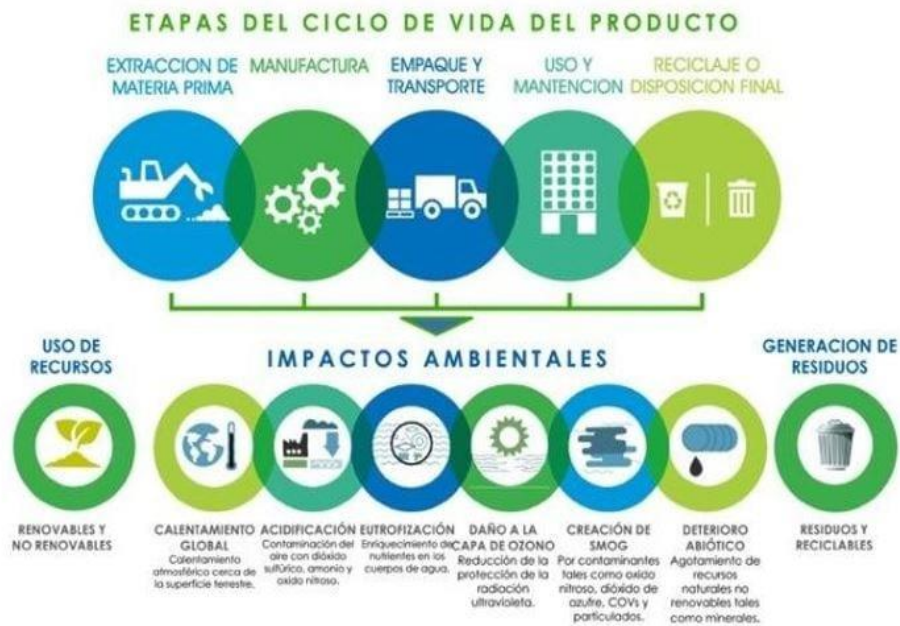 ETAPAS DEL CICLO DE VIDA DEL PRODUCTO
EXTRACCION DE
MATERIA PRIMA
MANUFACTURA
EMPAQUE Y
TRANSPORTE
USO Y
MANTENCION
RECICLAJE O
DISPOSICION FINAL
USO DE
RECURSOS
IMPACTOS AMBIENTALES
GENERACION DE
RESIDUOS
RENOVABLES Y
NO RENOVABLES
CALENTAMIENTO
GLOBAL
Calentamiento
atmosférico cerca de
la superficie terrestre.
ACIDIFICACIÓN
Contaminación del
aire con dióxido
sulfúrico, amonio y
oxido nitroso.
EUTROFIZACIÓN
Enriquecimiento de
nutrientes en los
cuerpos de agua.
DAÑO A LA
CAPA DE OZONO
Reducción de la
protección de la
radiación
ultravioleta.
CREACIÓN DE
SMOG
Por contaminantes
tales como oxido
nitroso, dióxido de
azufre, COVs y
particulados.
DETERIORO
ABIÓTICO
Agotamiento de
recursos
naturales no
renovables tales
como minerales.
RESIDUOS Y
RECICLABLES